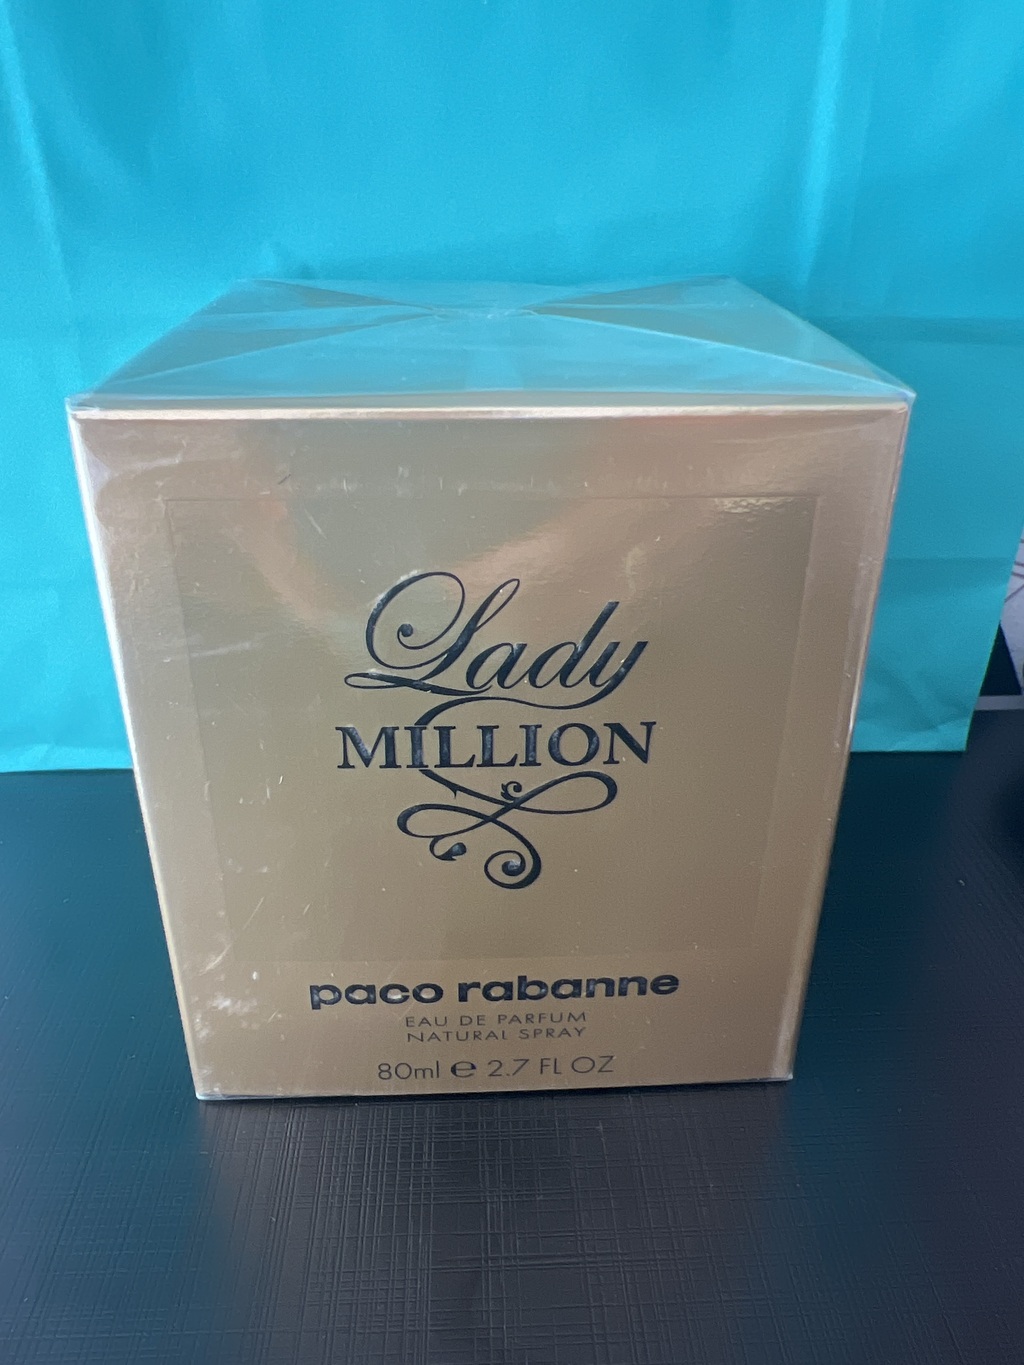 Lady
MILLION
paco rabanne
EAU DE PARFUM
NATURAL SPRAY
80ml ℮ 2.7 FL OZ